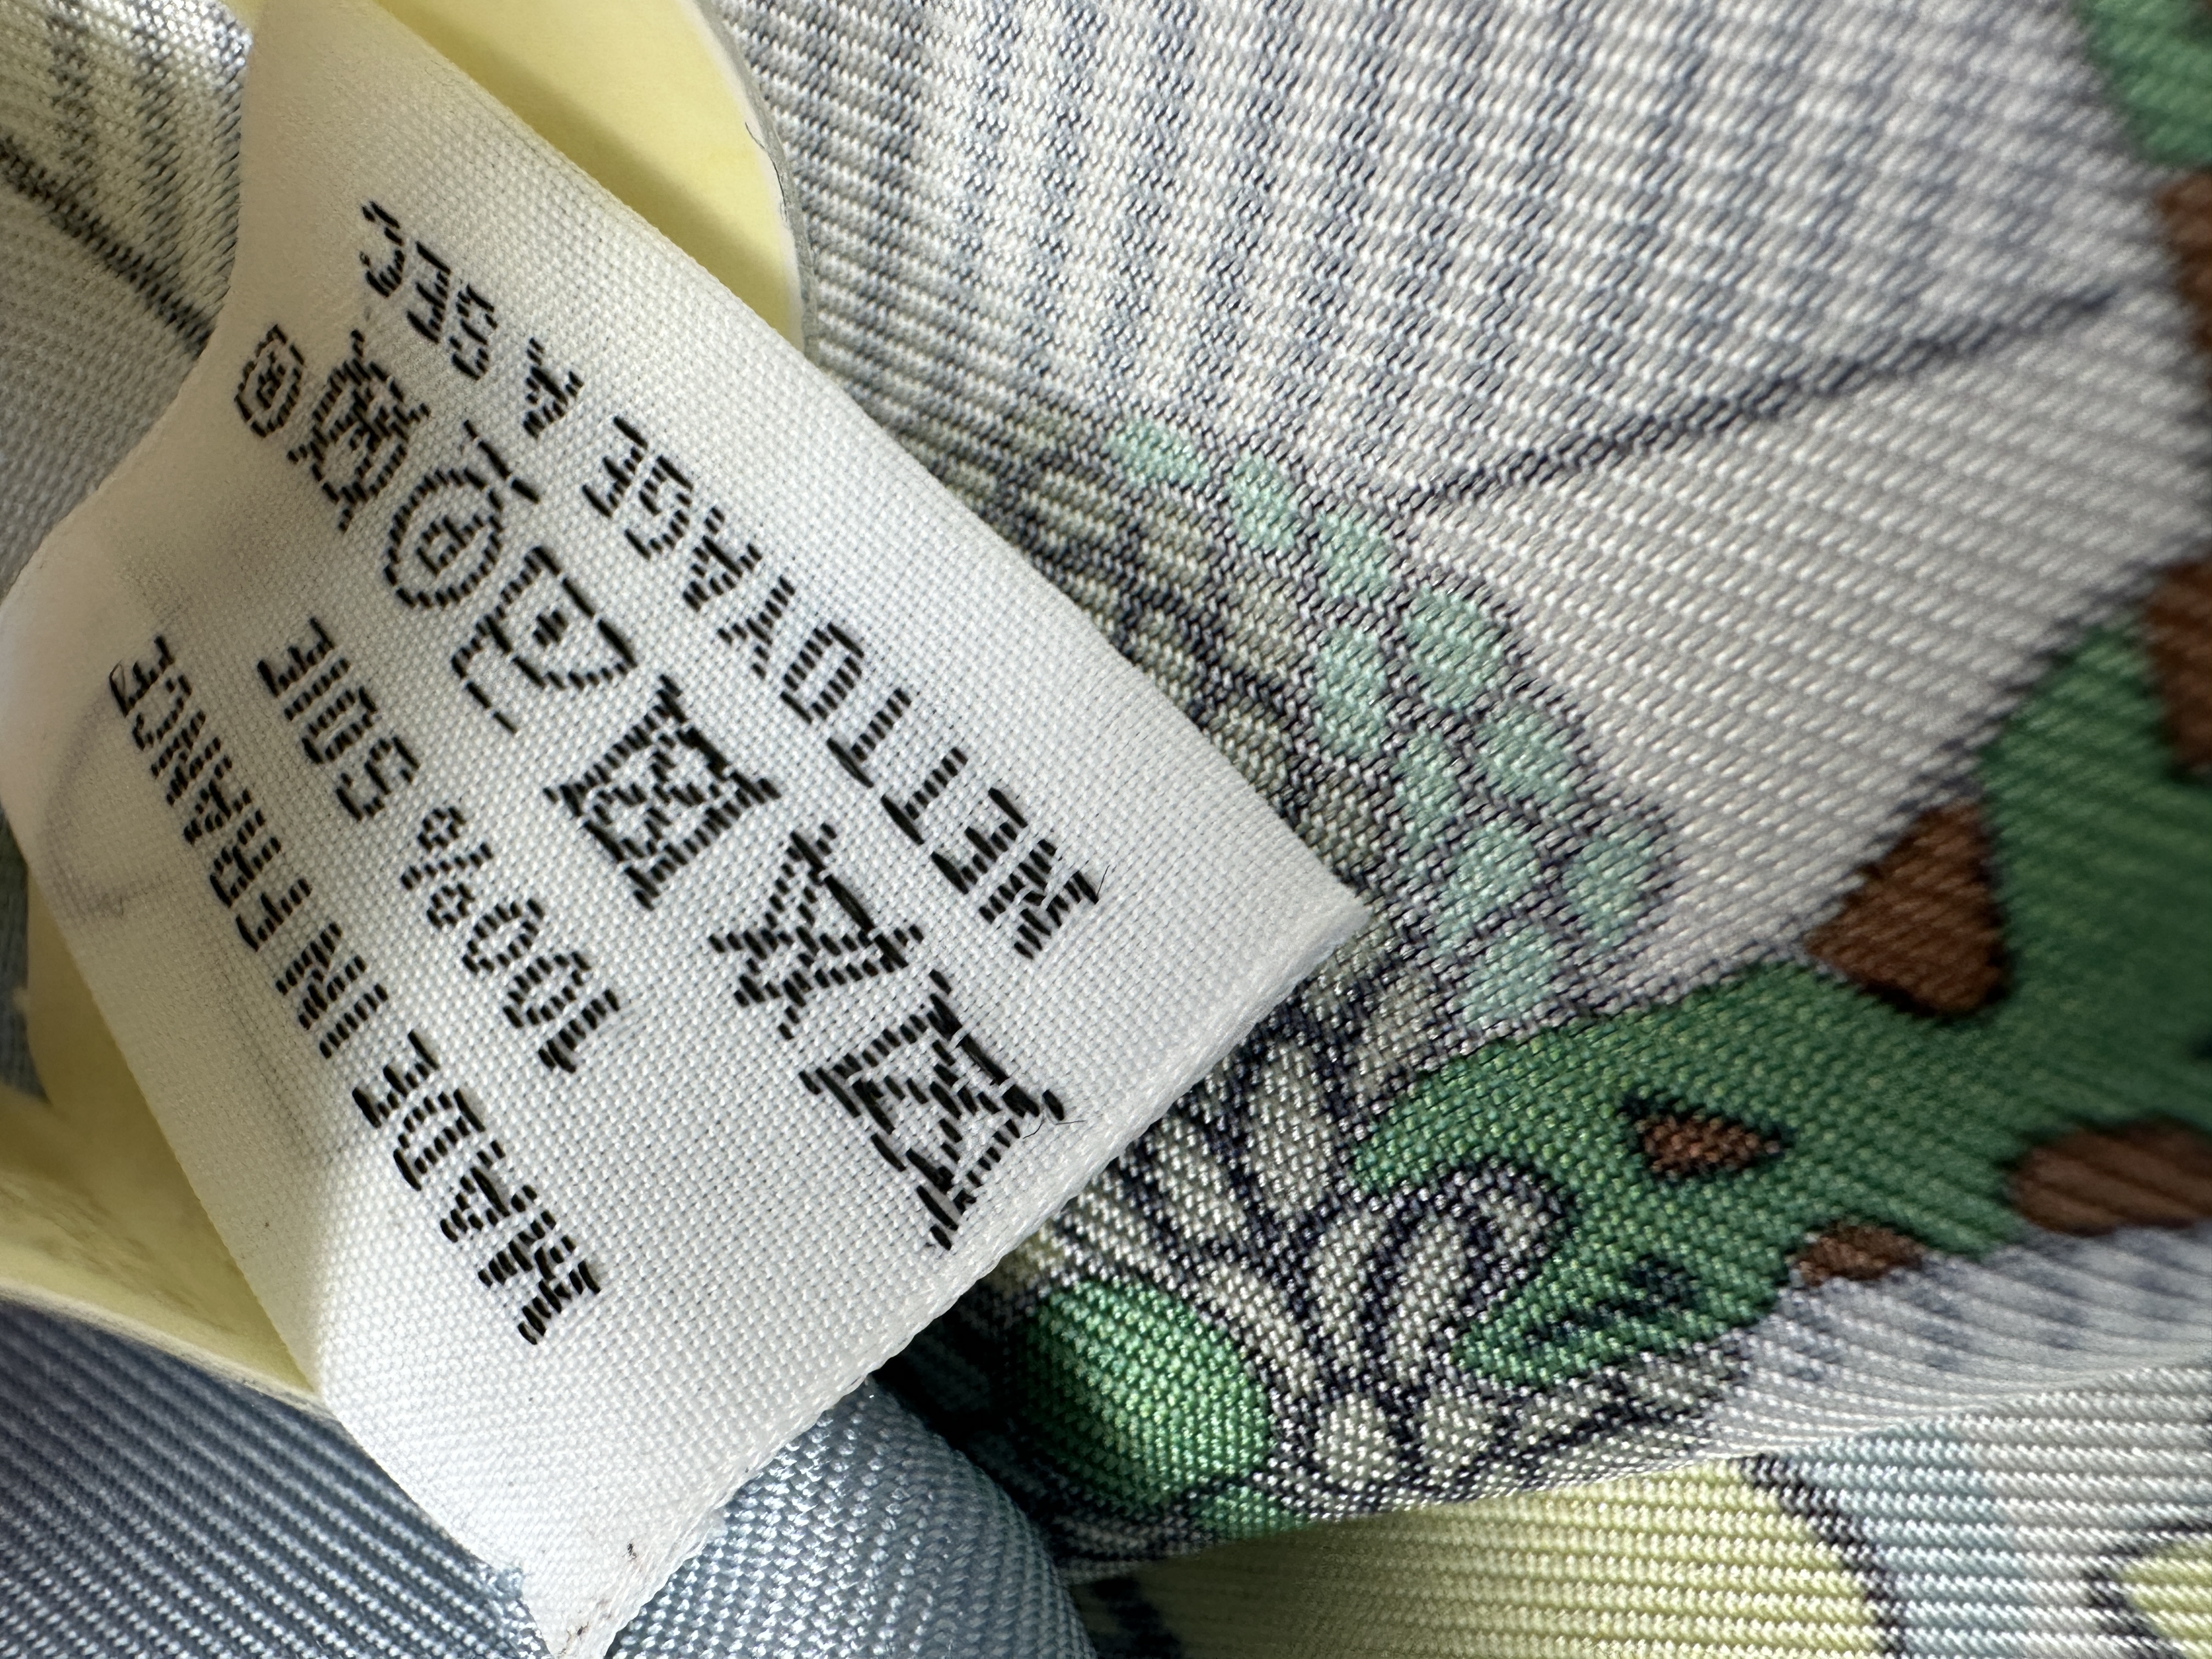 MADE IN FRANCE
100% SOIE
P ®
NETTOYAGE A SEC